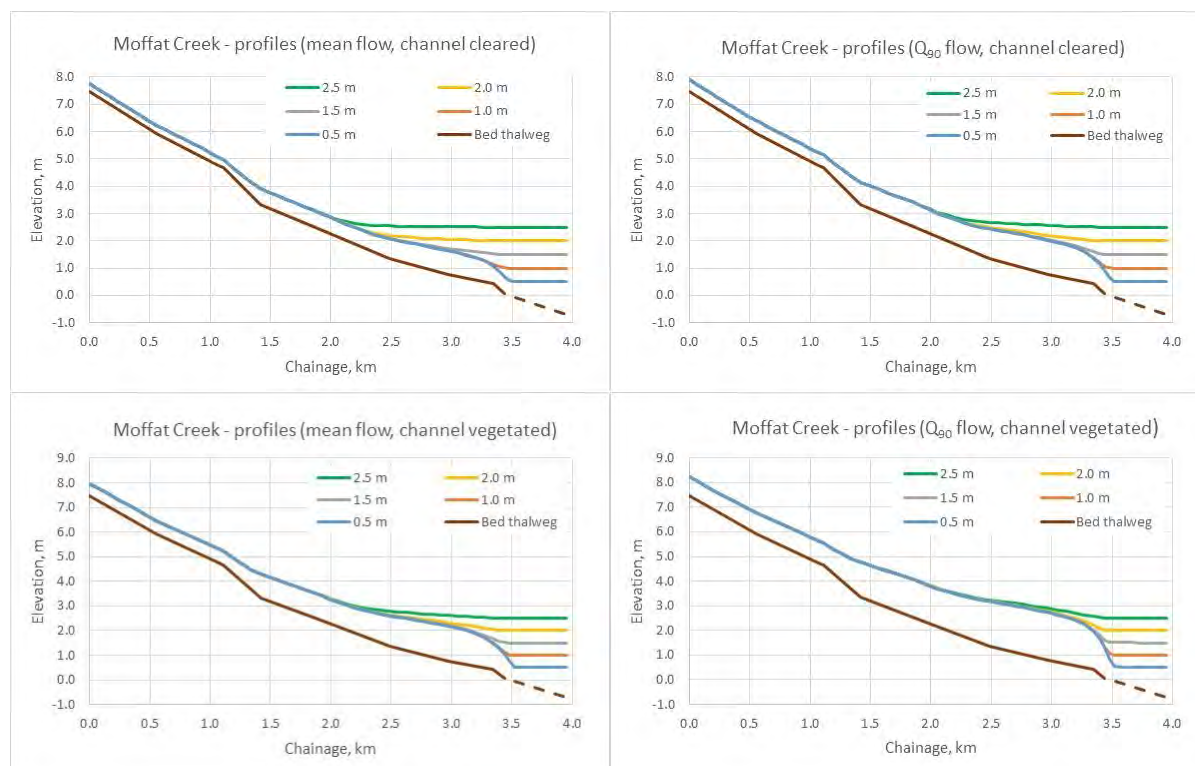 Moffat Creek - profiles (mean flow, channel cleared)
2.5 m 2.0 m
1.5 m 1.0 m
0.5 m Bed thalweg
8.0
7.0
6.0
5.0
4.0
3.0
2.0
1.0
0.0
-1.0
Elevation, m
0.0 0.5 1.0 1.5 2.0 2.5 3.0 3.5 4.0
Chainage, km
Moffat Creek - profiles (Q90 flow, channel cleared)
2.5 m 2.0 m
1.5 m 1.0 m
0.5 m Bed thalweg
8.0
7.0
6.0
5.0
4.0
3.0
2.0
1.0
0.0
-1.0
Elevation, m
0.0 0.5 1.0 1.5 2.0 2.5 3.0 3.5 4.0
Chainage, km
Moffat Creek - profiles (mean flow, channel vegetated)
2.5 m 2.0 m
1.5 m 1.0 m
0.5 m Bed thalweg
9.0
8.0
7.0
6.0
5.0
4.0
3.0
2.0
1.0
0.0
-1.0
Elevation, m
0.0 0.5 1.0 1.5 2.0 2.5 3.0 3.5 4.0
Chainage, km
Moffat Creek - profiles (Q90 flow, channel vegetated)
2.5 m 2.0 m
1.5 m 1.0 m
0.5 m Bed thalweg
9.0
8.0
7.0
6.0
5.0
4.0
3.0
2.0
1.0
0.0
-1.0
Elevation, m
0.0 0.5 1.0 1.5 2.0 2.5 3.0 3.5 4.0
Chainage, km